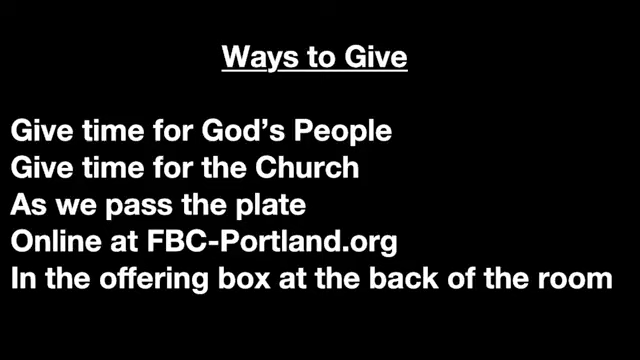 Ways to Give
Give time for God’s People
Give time for the Church
As we pass the plate
Online at FBC-Portland.org
In the offering box at the back of the room